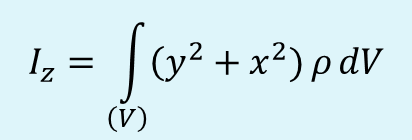 I_z = ∫_(V) (y² + x²) ρ dV